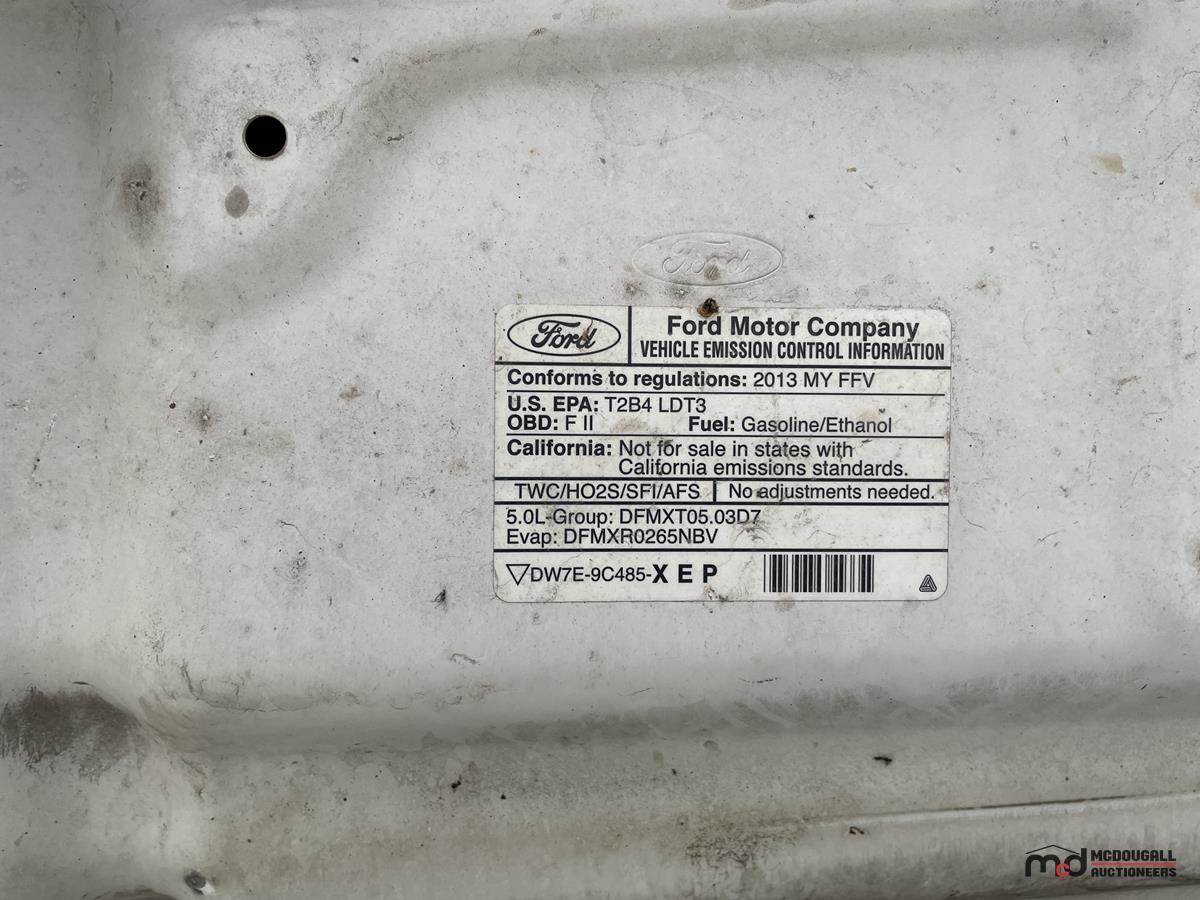 Ford
Ford
Ford Motor Company
VEHICLE EMISSION CONTROL INFORMATION
Conforms to regulations: 2013 MY FFV
U.S. EPA: T2B4 LDT3
OBD: F II Fuel: Gasoline/Ethanol
California: Not for sale in states with
California emissions standards.
TWC/HO2S/SFI/AFS No adjustments needed.
5.0L-Group: DFMXT05.03D7
Evap: DFMXR0265NBV
DW7E-9C485-X E P
mcd MCDOUGALL
AUCTIONEERS